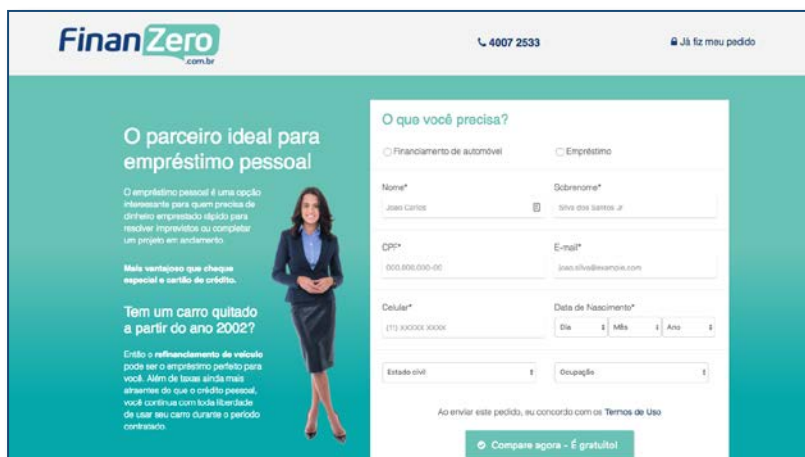 FinanZero
.com.br
4007 2533
Já fiz meu pedido
O parceiro ideal para
empréstimo pessoal
O empréstimo pessoal é uma opção
interessante para quem precisa de
dinheiro emprestado rápido para
resolver imprevistos ou completar
um projeto em andamento.
Mais vantajoso que cheque
especial e cartão de crédito.
Tem um carro quitado
a partir do ano 2002?
Então o refinanciamento de veículo
pode ser o empréstimo perfeito para
você. Além de taxas ainda mais
atraentes do que o crédito pessoal,
você continua com toda liberdade
de usar seu carro durante o período
contratado.
O que você precisa?
Financiamento de automóvel
Empréstimo
Nome*
Sobrenome*
Joao Carlos
Silva dos Santos Jr
CPF*
E-mail*
000.000.000-00
joao.silva@example.com
Celular*
Data de Nascimento*
(11) XXXXX XXXX
Dia
Mês
Ano
Estado civil
Ocupação
Ao enviar este pedido, eu concordo com os Termos de Uso
Compare agora - É gratuito!